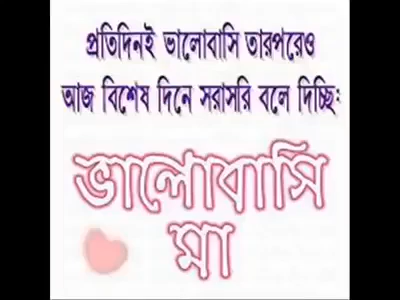 প্রতিদিনই ভালোবাসি তারপরেও
আজ বিশেষ দিনে সরাসরি বলে দিচ্ছি:
ভালোবাসি
মা